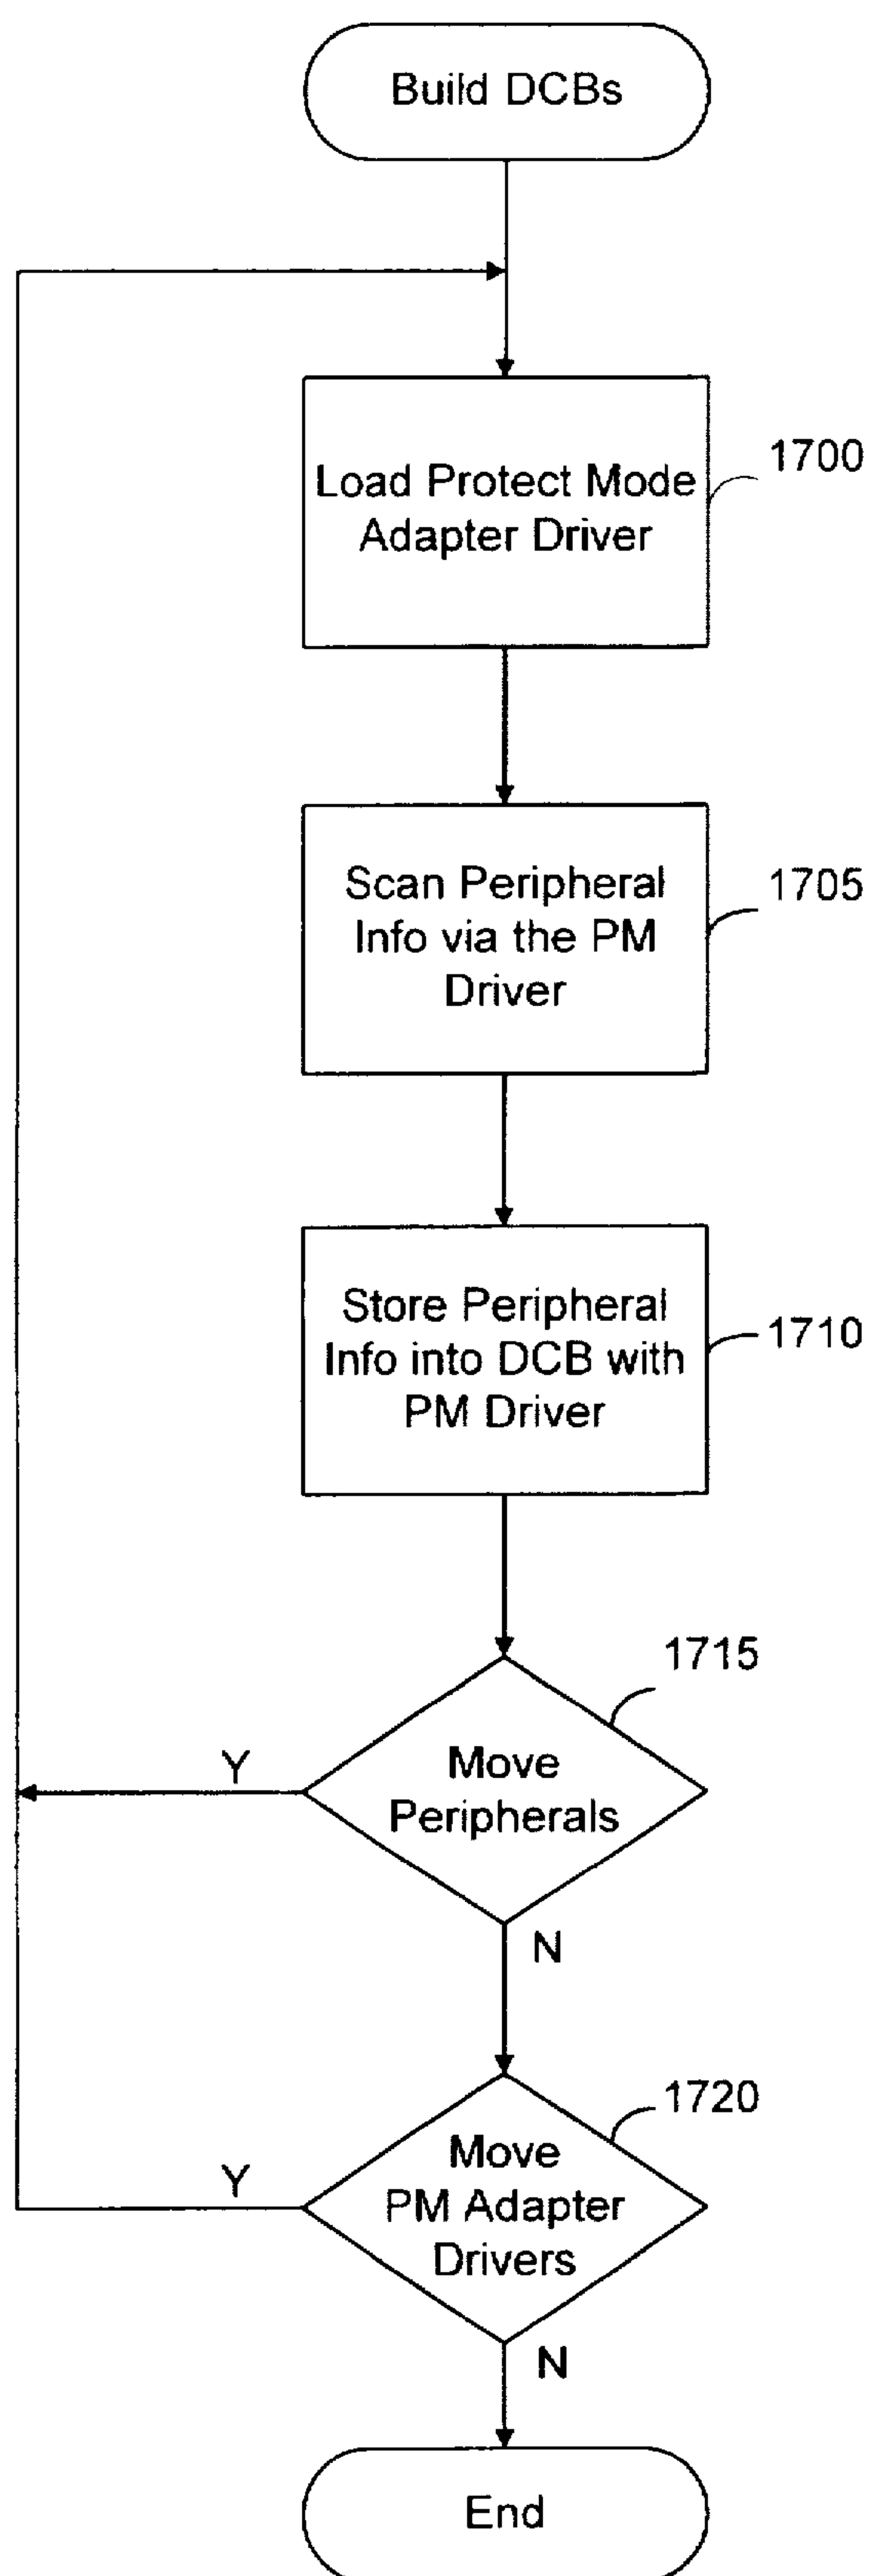 Build DCBs
Load Protect Mode
Adapter Driver
1700
Scan Peripheral
Info via the PM
Driver
1705
Store Peripheral
Info into DCB with
PM Driver
1710
1715
Move
Peripherals
Y
N
1720
Move
PM Adapter
Drivers
Y
N
End